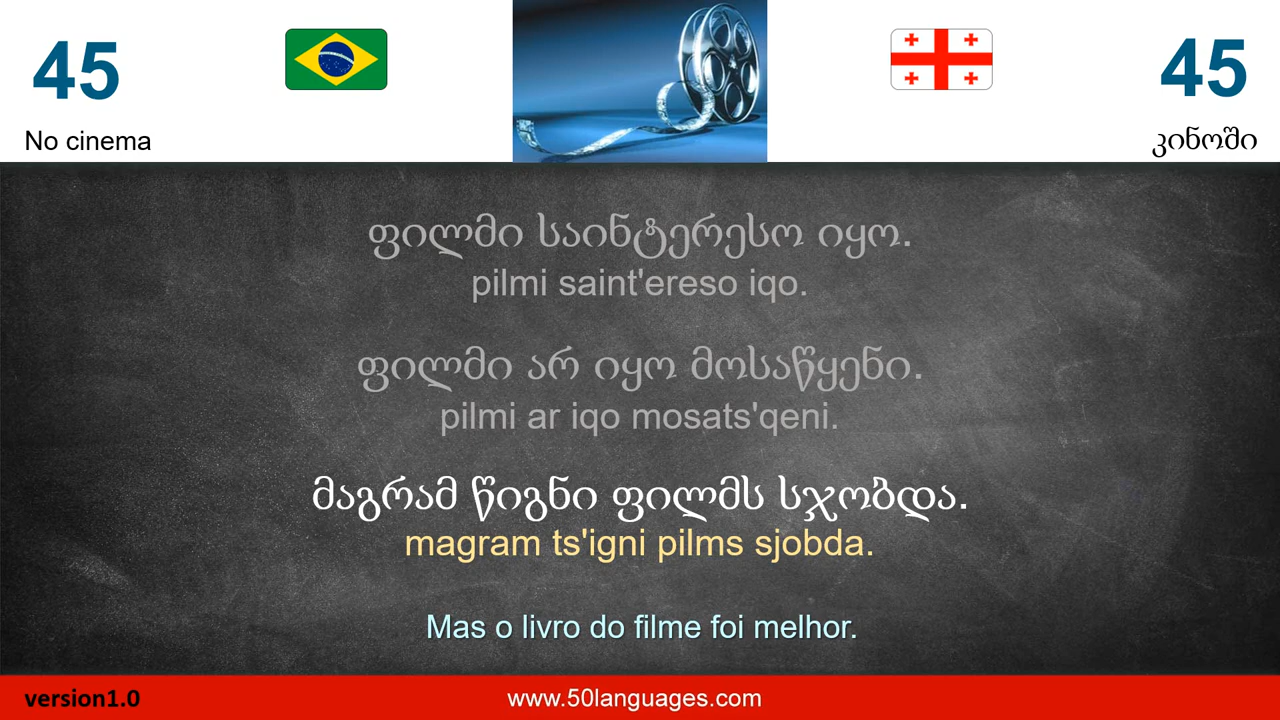 45
No cinema
45
კინოში
ფილმი საინტერესო იყო.
pilmi saint'ereso iqo.
ფილმი არ იყო მოსაწყენი.
pilmi ar iqo mosats'qeni.
მაგრამ წიგნი ფილმს სჯობდა.
magram ts'igni pilms sjobda.
Mas o livro do filme foi melhor.
version1.0
www.50languages.com